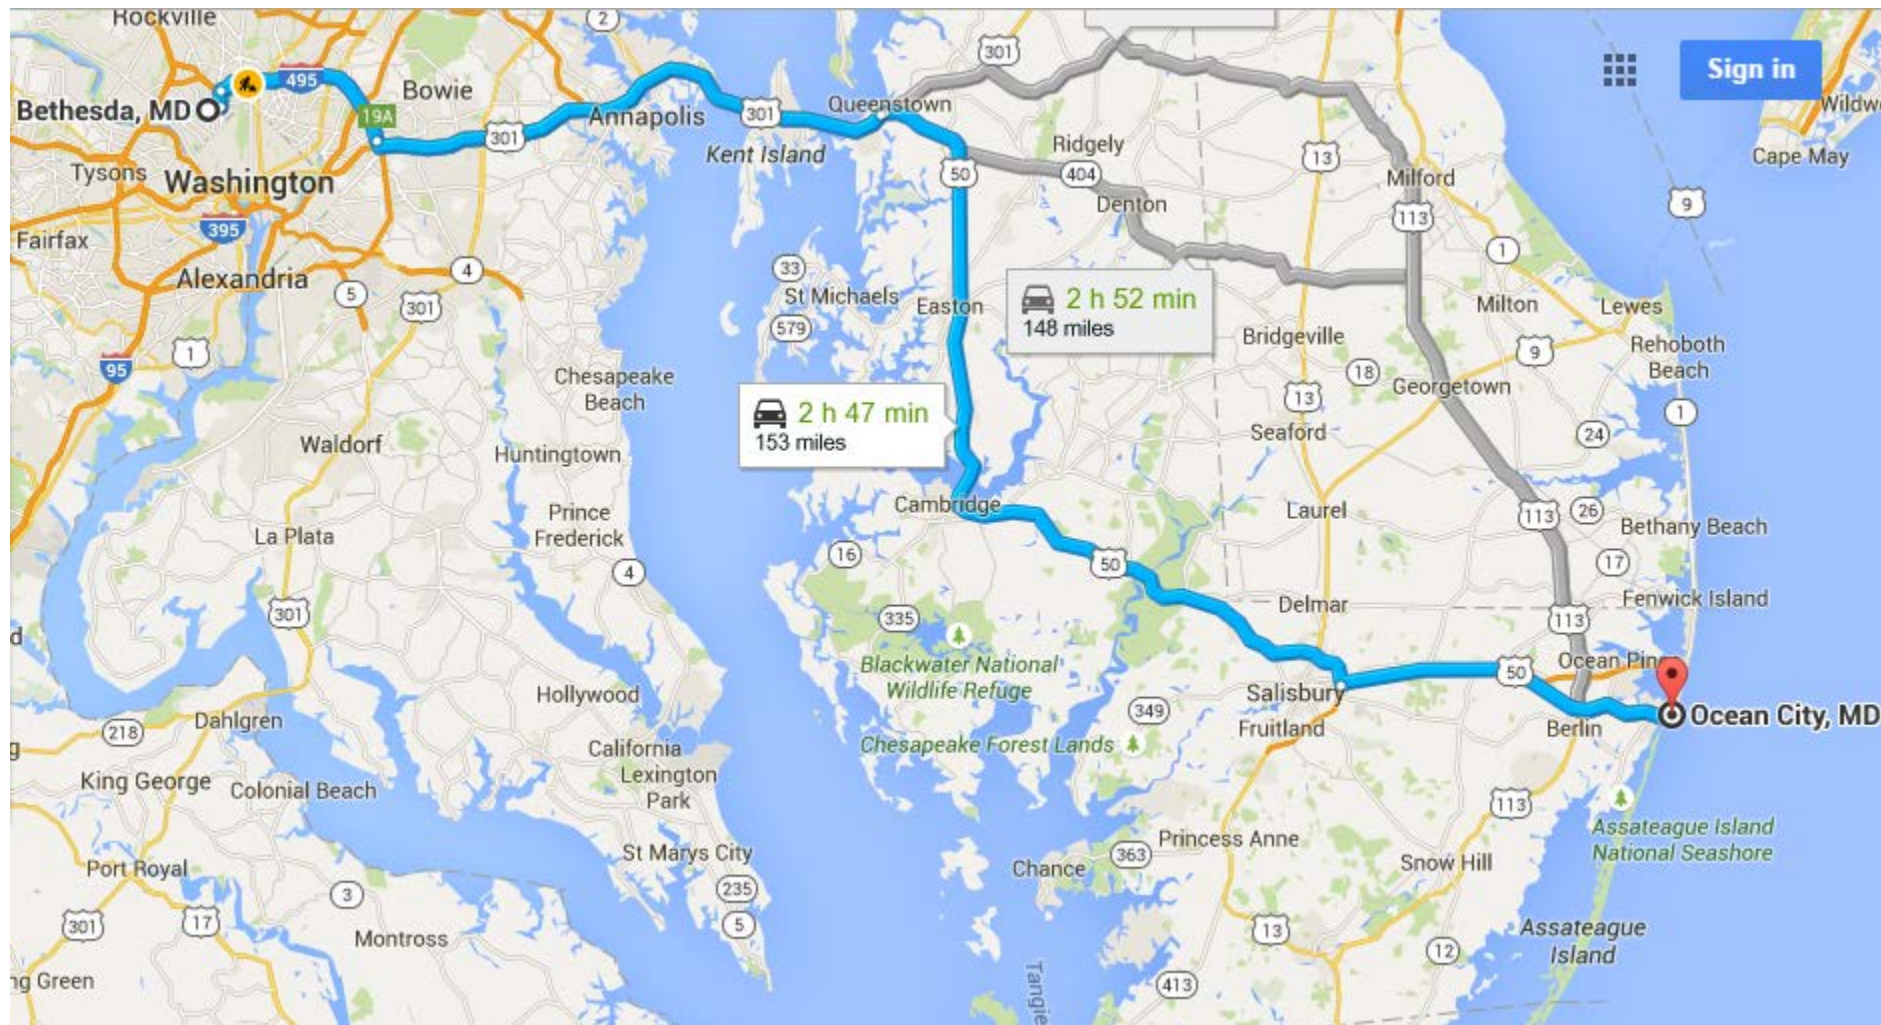 Rockville
2
301
Sign in
495
Bowie
Bethesda, MD
19A
301
Annapolis
301
Queenstown
Kent Island
Ridgely
13
Cape May
Tysons
Washington
50
404
Milford
Denton
113
9
395
Fairfax
Alexandria
4
5
301
33
St Michaels
579
Easton
2 h 52 min
148 miles
1
Milton
Lewes
Bridgeville
9
Rehoboth
Beach
1
95
Chesapeake
Beach
18
Georgetown
13
1
2 h 47 min
153 miles
Seaford
24
Waldorf
Huntingtown
Cambridge
Laurel
113
26
Bethany Beach
Prince
Frederick
La Plata
16
4
50
17
Fenwick Island
Delmar
301
335
113
Blackwater National
Wildlife Refuge
Ocean
50
Hollywood
Salisbury
349
Fruitland
Berlin
Ocean City, MD
Dahlgren
218
Chesapeake Forest Lands
California
Lexington
Park
King George
Colonial Beach
113
Assateague Island
National Seashore
Princess Anne
363
Chance
Snow Hill
St Marys City
Port Royal
3
235
5
301
17
Montross
13
12
Assateague
Island
413
Green